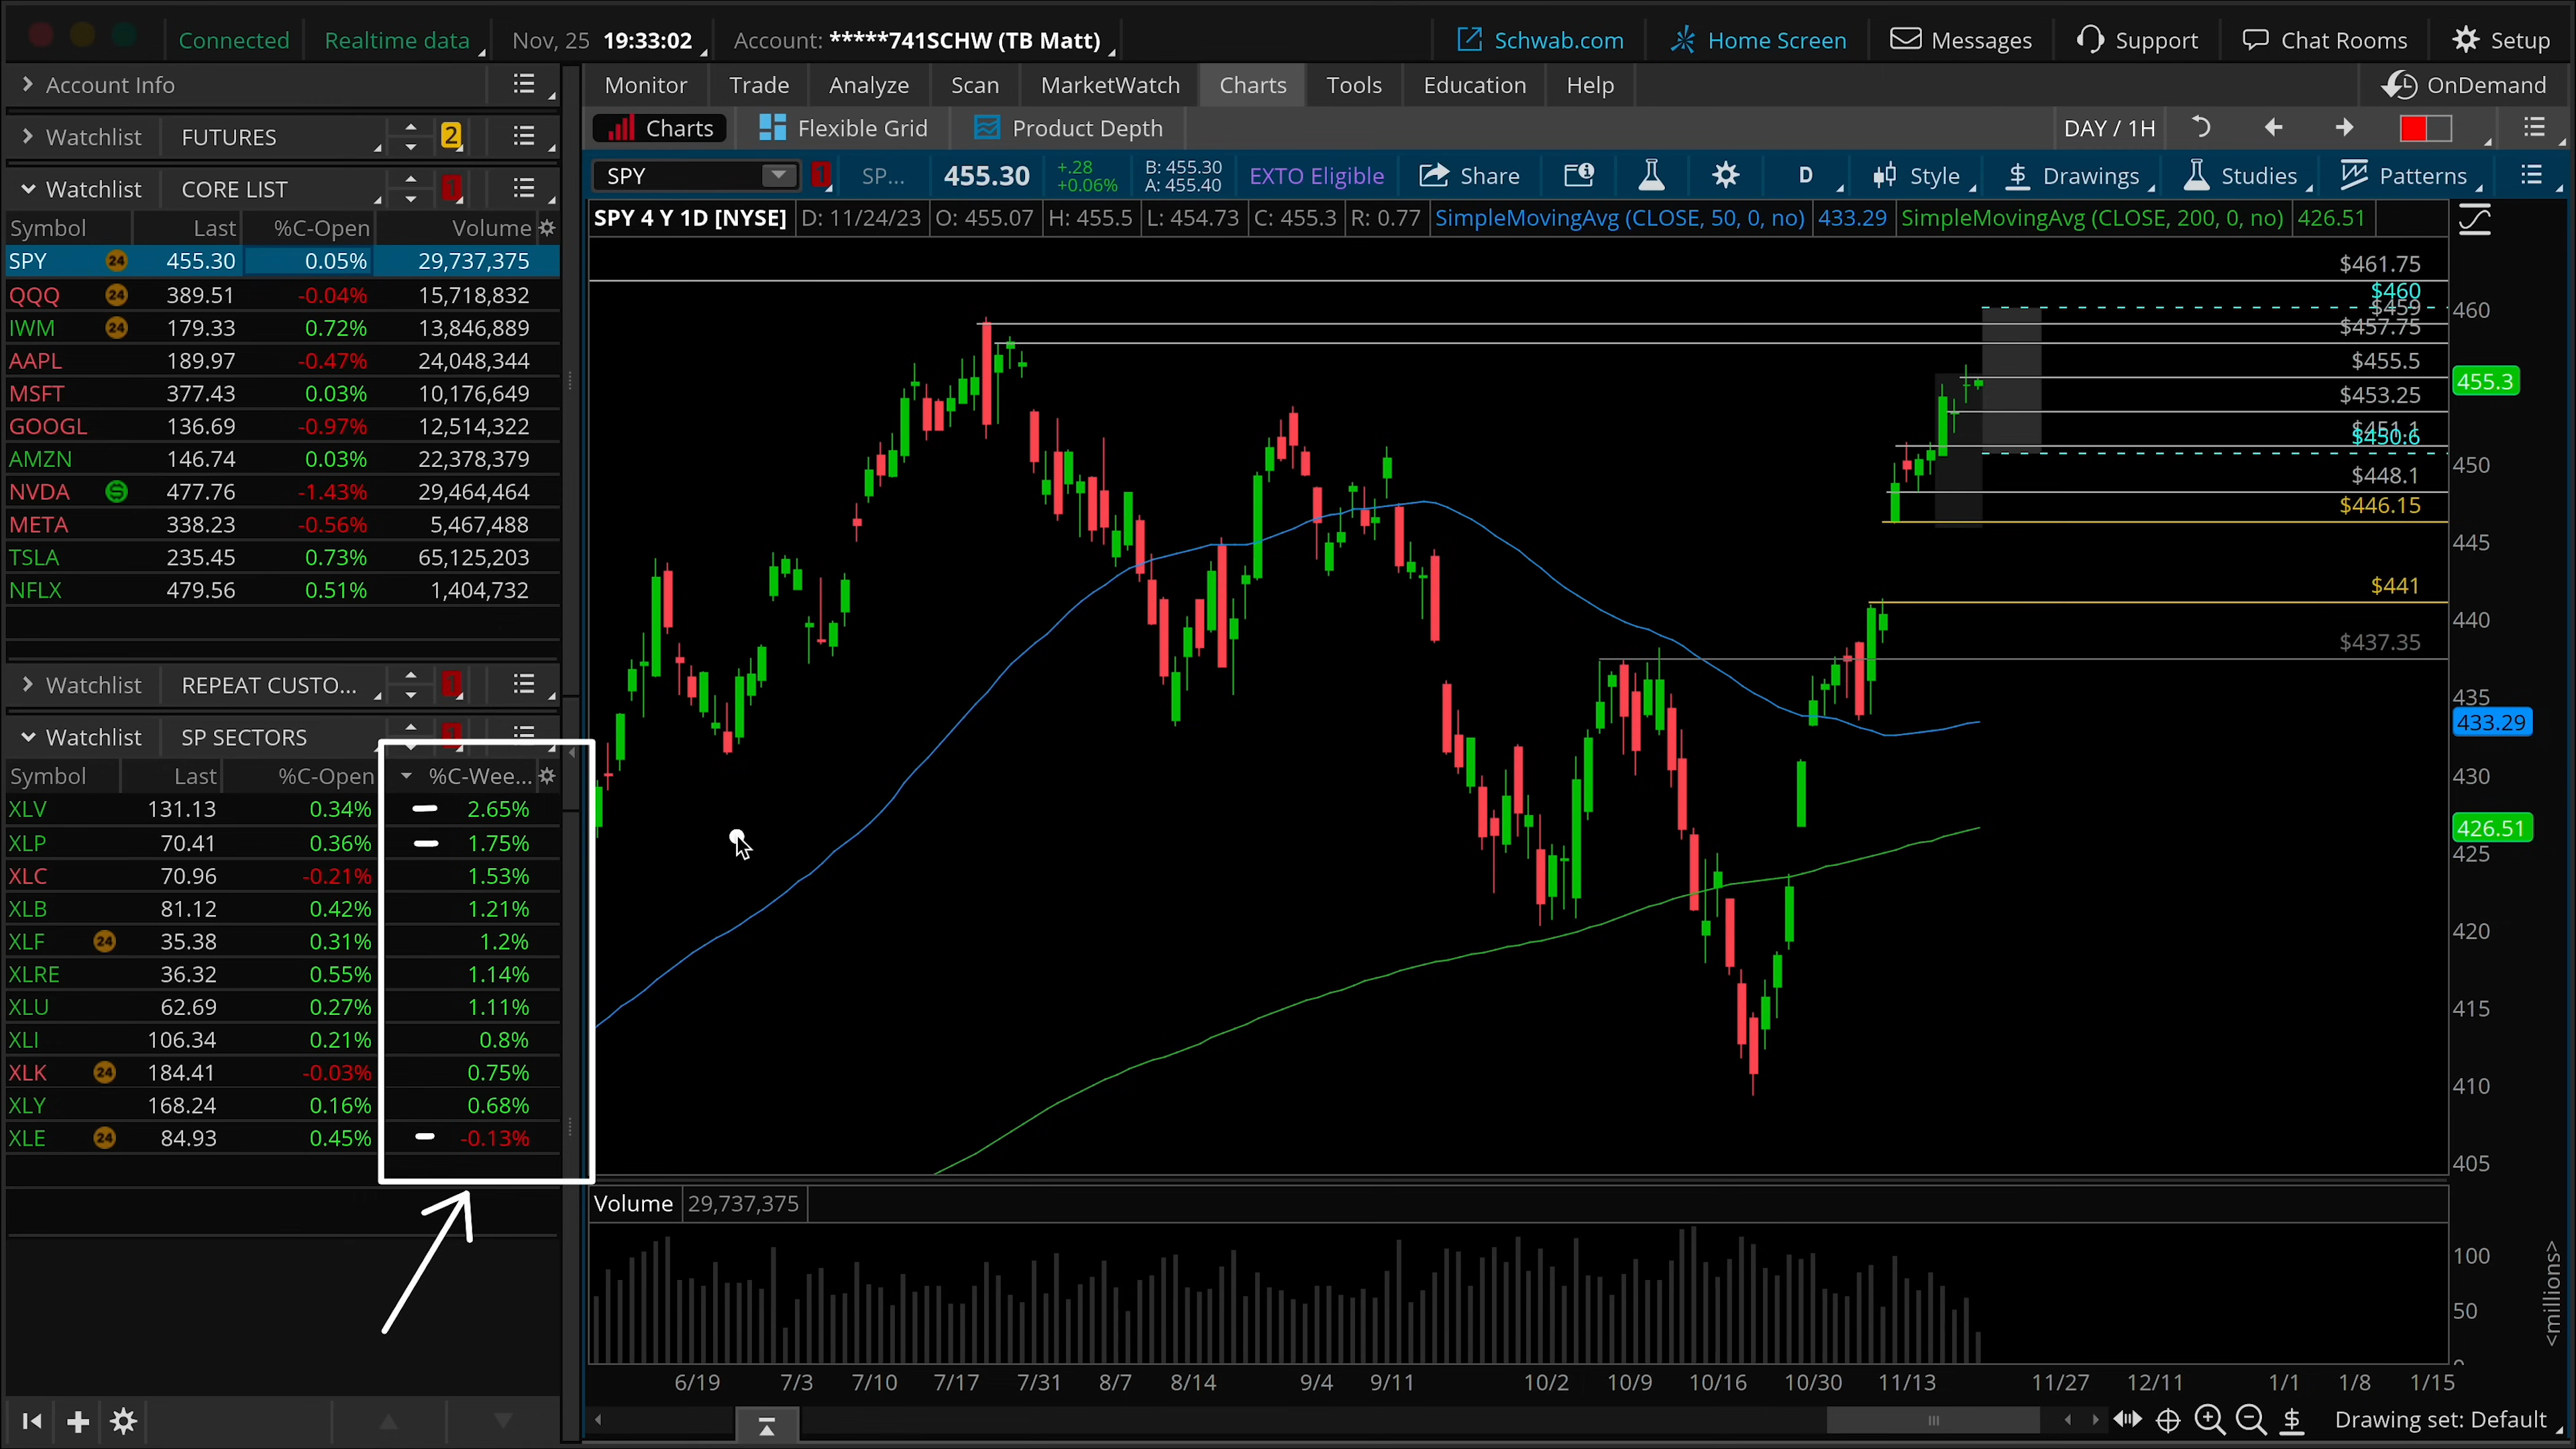 Connected Realtime data Nov, 25 19:33:02 Account: *****741SCHW (TB Matt) Schwab.com Home Screen Messages Support Chat Rooms Setup
Account Info
Monitor Trade Analyze Scan MarketWatch Charts Tools Education Help OnDemand
Watchlist FUTURES 2
Charts Flexible Grid Product Depth DAY / 1H
Watchlist CORE LIST 1
SPY 1 SP... 455.30 +.28 +0.06% B: 455.30 A: 455.40 EXTO Eligible Share D Style Drawings Studies Patterns
SPY 4 Y 1D [NYSE] D: 11/24/23 O: 455.07 H: 455.5 L: 454.73 C: 455.3 R: 0.77 SimpleMovingAvg (CLOSE, 50, 0, no) 433.29 SimpleMovingAvg (CLOSE, 200, 0, no) 426.51
Symbol Last %C-Open Volume
SPY 24 455.30 0.05% 29,737,375
QQQ 24 389.51 -0.04% 15,718,832
IWM 24 179.33 0.72% 13,846,889
AAPL 189.97 -0.47% 24,048,344
MSFT 377.43 0.03% 10,176,649
GOOGL 136.69 -0.97% 12,514,322
AMZN 146.74 0.03% 22,378,379
NVDA 477.76 -1.43% 29,464,464
META 338.23 -0.56% 5,467,488
TSLA 235.45 0.73% 65,125,203
NFLX 479.56 0.51% 1,404,732
Watchlist REPEAT CUSTO... 1
Watchlist SP SECTORS 1
Symbol Last %C-Open %C-Wee...
XLV 131.13 0.34% 2.65%
XLP 70.41 0.36% 1.75%
XLC 70.96 -0.21% 1.53%
XLB 81.12 0.42% 1.21%
XLF 24 35.38 0.31% 1.2%
XLRE 36.32 0.55% 1.14%
XLU 62.69 0.27% 1.11%
XLI 106.34 0.21% 0.8%
XLK 24 184.41 -0.03% 0.75%
XLY 168.24 0.16% 0.68%
XLE 24 84.93 0.45% -0.13%
$461.75
$460
$459
$457.75
$455.5
$453.25
$451.1
$450.6
$448.1
$446.15
$441
$437.35
460
455.3
450
445
440
435
433.29
430
426.51
425
420
415
410
405
Volume 29,737,375
100
50
<millions>
6/19 7/3 7/10 7/17 7/31 8/7 8/14 9/4 9/11 10/2 10/9 10/16 10/30 11/13 11/27 12/11 1/1 1/8 1/15
Drawing set: Default